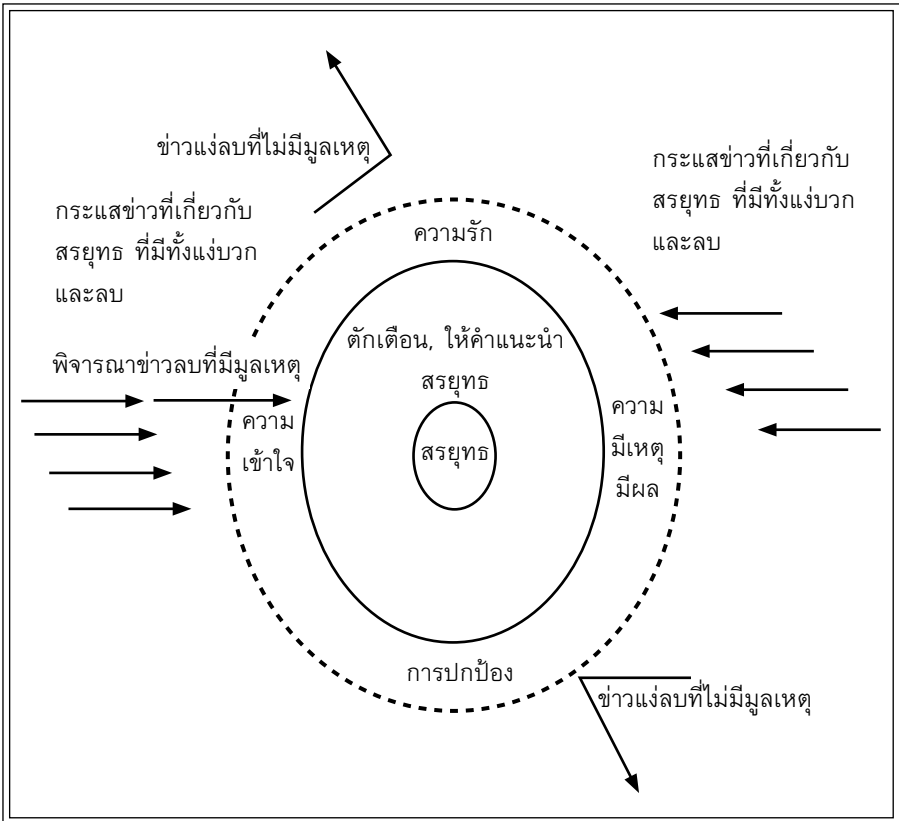 ข่าวแง่ลบที่ไม่มีมูลเหตุ
กระแสข่าวที่เกี่ยวกับ
สรยุทธ ที่มีทั้งแง่บวก
และลบ
กระแสข่าวที่เกี่ยวกับ
สรยุทธ ที่มีทั้งแง่บวก
และลบ
ความรัก
ตักเตือน, ให้คำแนะนำ
สรยุทธ
พิจารณาข่าวลบที่มีมูลเหตุ
ความ
เข้าใจ
สรยุทธ
ความ
มีเหตุ
มีผล
การปกป้อง
ข่าวแง่ลบที่ไม่มีมูลเหตุ